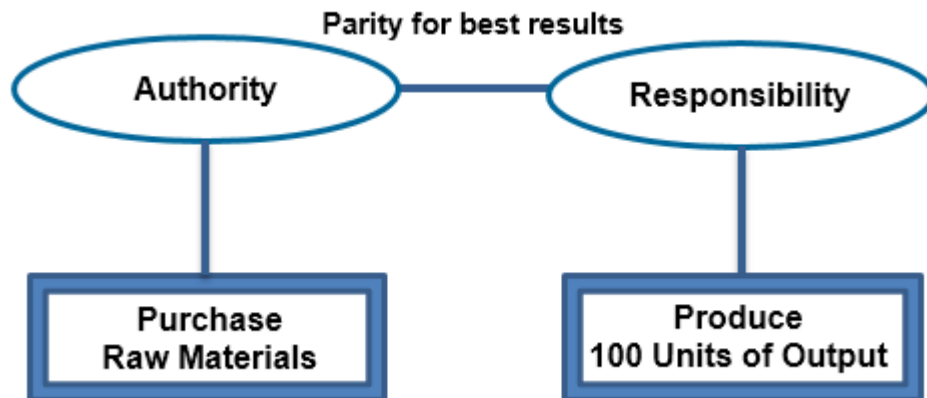 Parity for best results
Authority
Responsibility
Purchase
Raw Materials
Produce
100 Units of Output